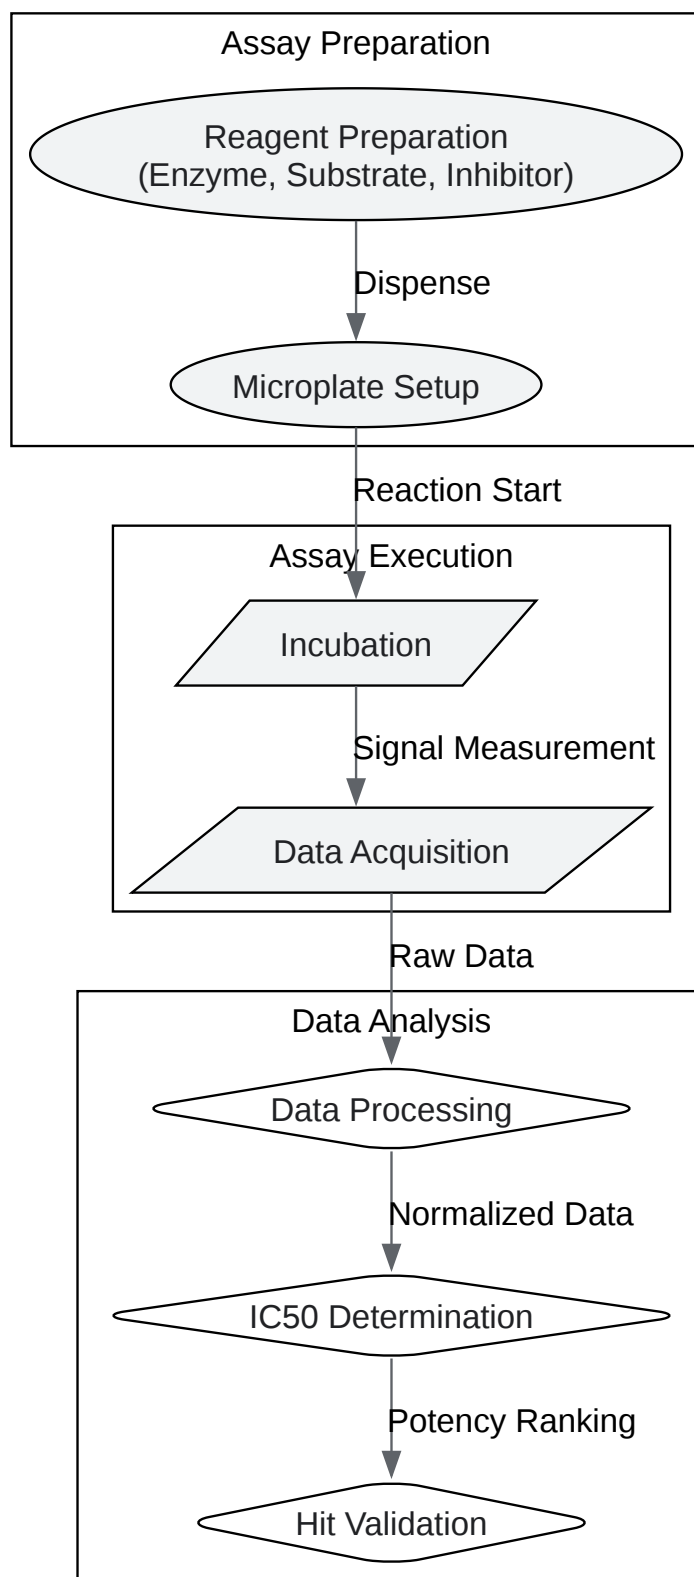 Assay Preparation
Reagent Preparation
(Enzyme, Substrate, Inhibitor)
Dispense
Microplate Setup
Reaction Start
Assay Execution
Incubation
Signal Measurement
Data Acquisition
Raw Data
Data Analysis
Data Processing
Normalized Data
IC50 Determination
Potency Ranking
Hit Validation